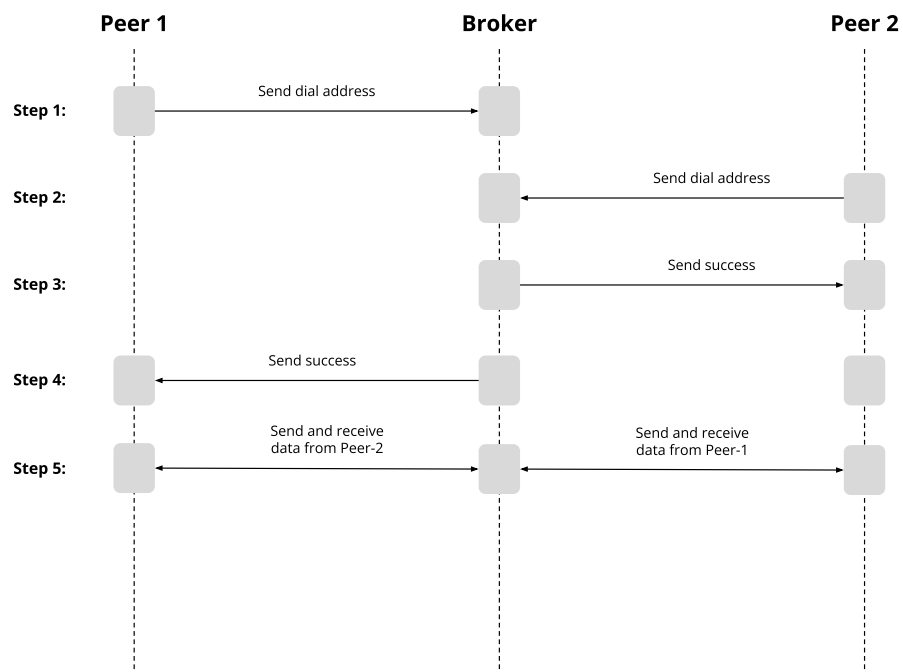 Peer 1
Broker
Peer 2
Step 1:
Send dial address
Step 2:
Send dial address
Step 3:
Send success
Step 4:
Send success
Step 5:
Send and receive
data from Peer-2
Send and receive
data from Peer-1